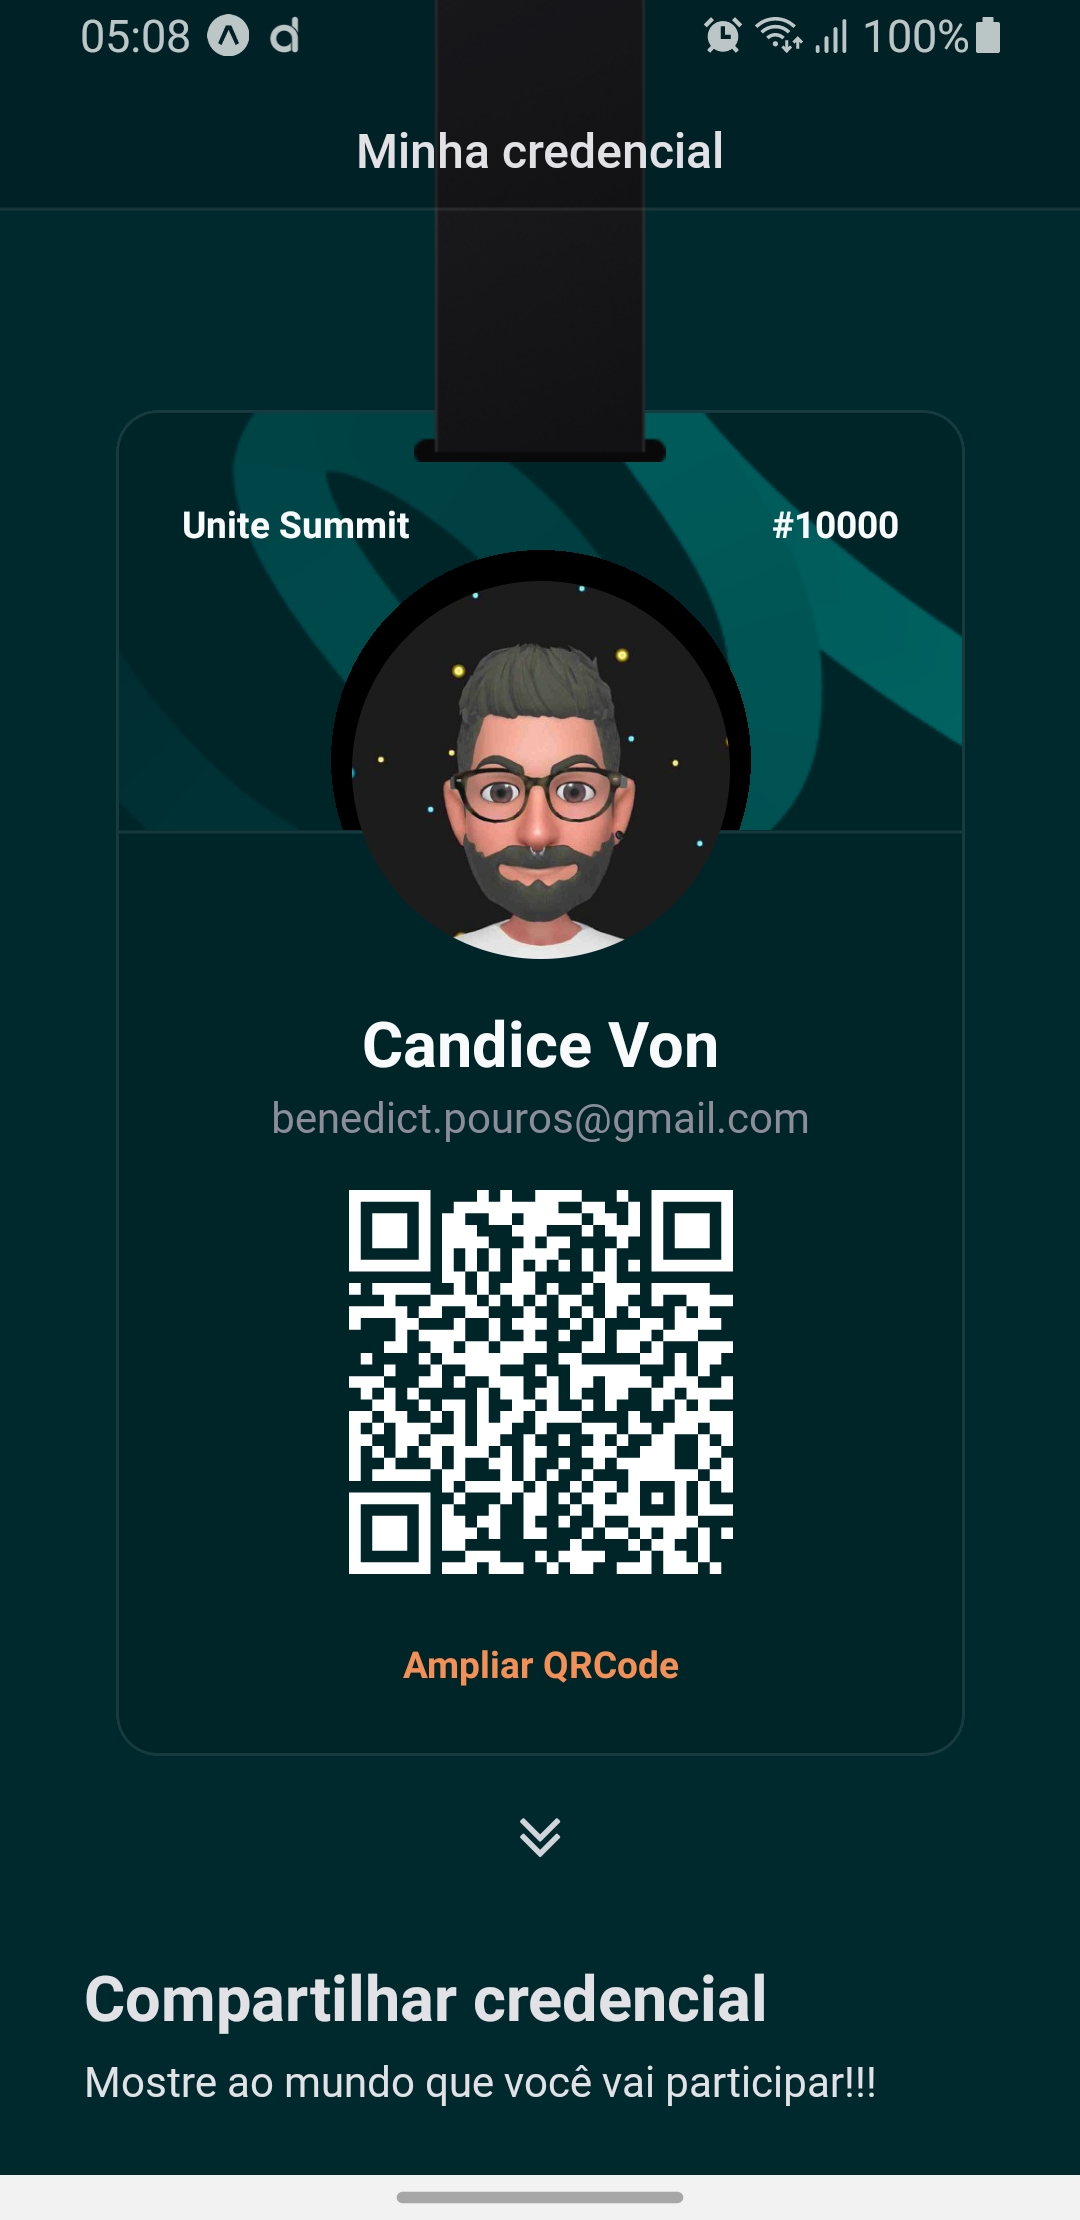 05:08
100%
Minha credencial
Unite Summit
#10000
Candice Von
benedict.pouros@gmail.com
Ampliar QRCode
Compartilhar credencial
Mostre ao mundo que você vai participar!!!